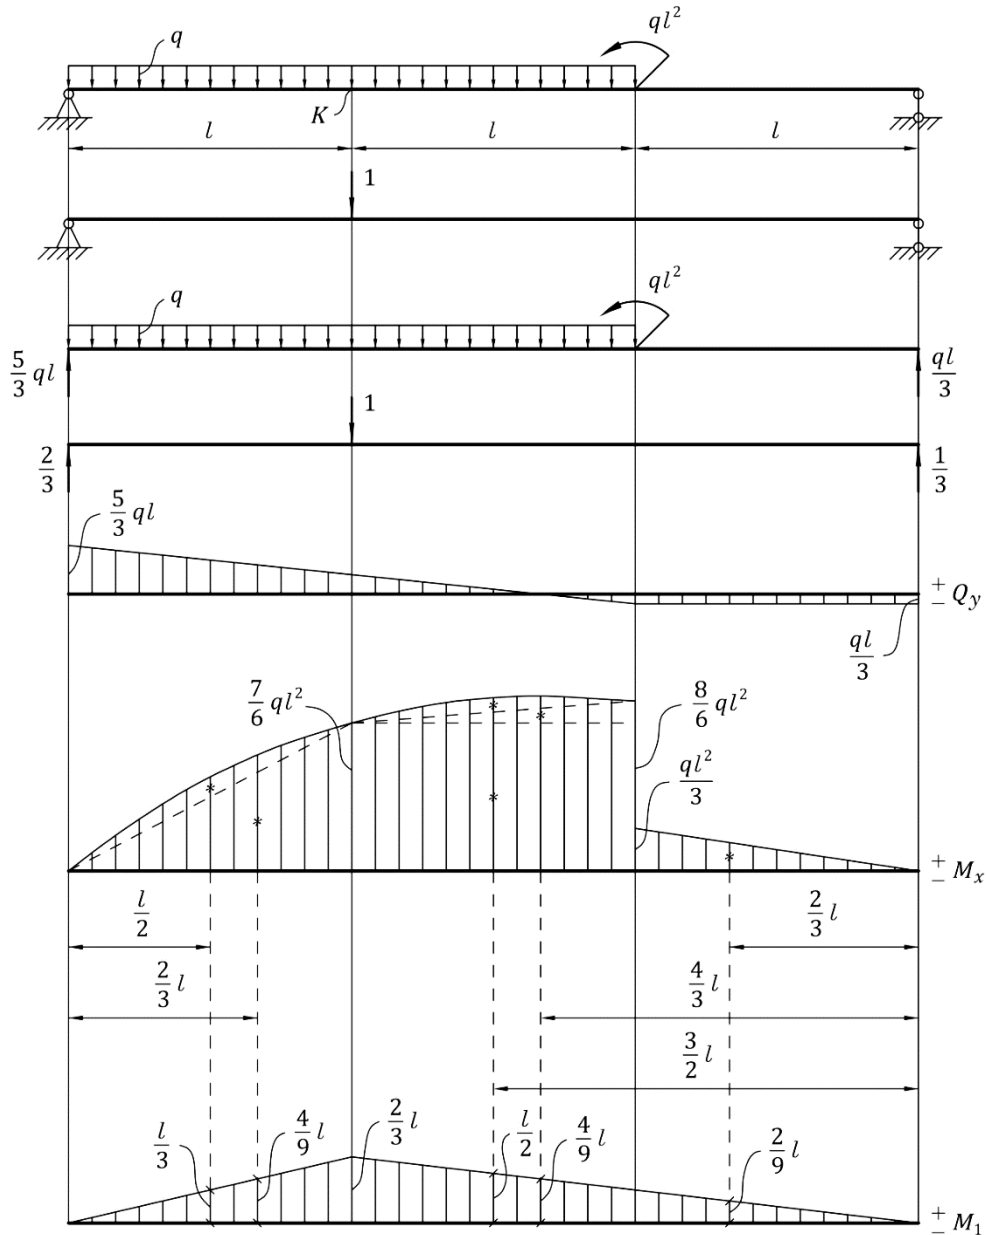 ql²
q
K
l l l
1
ql²
q
5/3 ql
ql/3
1
2/3
1/3
5/3 ql
+ − Q_y
ql/3
7/6 ql²
8/6 ql²
ql²/3
+ − M_x
l/2
2/3 l
2/3 l
4/3 l
3/2 l
l/3
4/9 l
2/3 l
l/2
4/9 l
2/9 l
+ − M_1